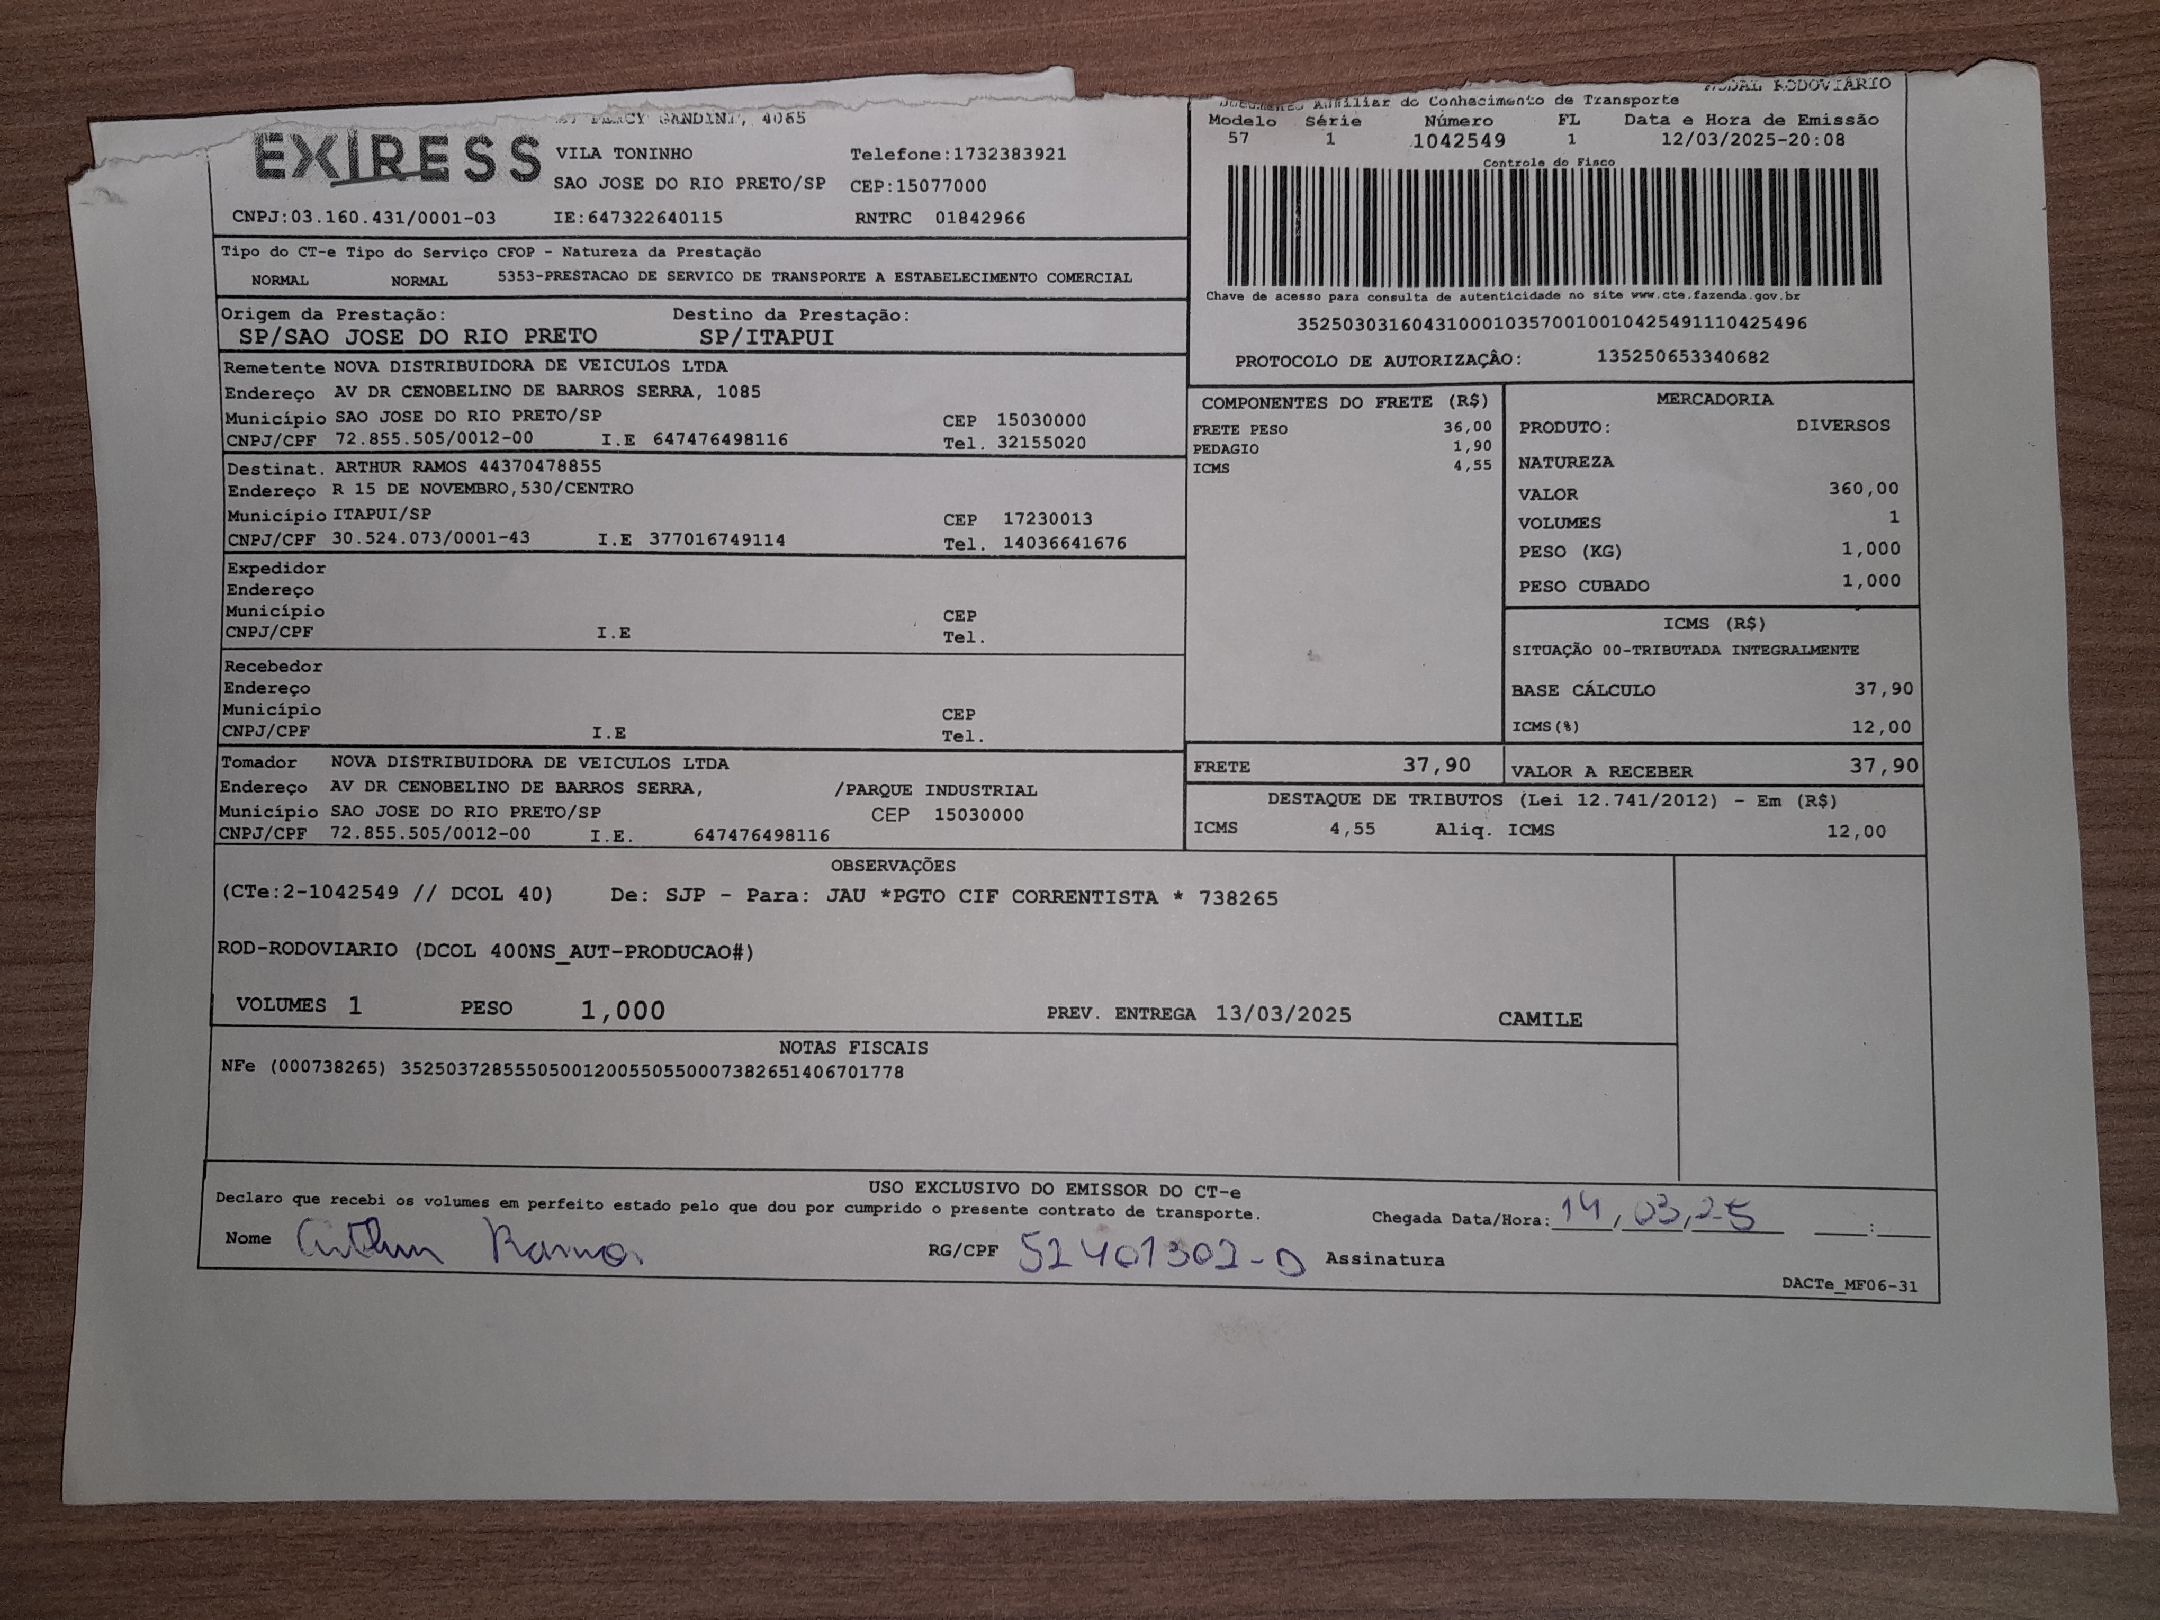 MODAL RODOVIÁRIO
Documento Auxiliar do Conhecimento de Transporte
PERCY GANDINI, 4065
EXPRESS
VILA TONINHO Telefone:1732383921
SAO JOSE DO RIO PRETO/SP CEP:15077000
CNPJ:03.160.431/0001-03 IE:647322640115 RNTRC 01842966
Modelo Série Número FL Data e Hora de Emissão
57 1 1042549 1 12/03/2025-20:08
Controle do Fisco
Chave de acesso para consulta de autenticidade no site www.cte.fazenda.gov.br
35250303160431000103570010010425491110425496
PROTOCOLO DE AUTORIZAÇÂO: 135250653340682
Tipo do CT-e Tipo do Serviço CFOP - Natureza da Prestação
NORMAL NORMAL 5353-PRESTACAO DE SERVICO DE TRANSPORTE A ESTABELECIMENTO COMERCIAL
Origem da Prestação: Destino da Prestação:
SP/SAO JOSE DO RIO PRETO SP/ITAPUI
Remetente NOVA DISTRIBUIDORA DE VEICULOS LTDA
Endereço AV DR CENOBELINO DE BARROS SERRA, 1085
Município SAO JOSE DO RIO PRETO/SP CEP 15030000
CNPJ/CPF 72.855.505/0012-00 I.E 647476498116 Tel. 32155020
Destinat. ARTHUR RAMOS 44370478855
Endereço R 15 DE NOVEMBRO,530/CENTRO
Município ITAPUI/SP CEP 17230013
CNPJ/CPF 30.524.073/0001-43 I.E 377016749114 Tel. 14036641676
Expedidor
Endereço
Município CEP
CNPJ/CPF I.E Tel.
Recebedor
Endereço
Município CEP
CNPJ/CPF I.E Tel.
Tomador NOVA DISTRIBUIDORA DE VEICULOS LTDA
Endereço AV DR CENOBELINO DE BARROS SERRA, /PARQUE INDUSTRIAL
Município SAO JOSE DO RIO PRETO/SP CEP 15030000
CNPJ/CPF 72.855.505/0012-00 I.E. 647476498116
COMPONENTES DO FRETE (R$)
FRETE PESO 36,00
PEDAGIO 1,90
ICMS 4,55
MERCADORIA
PRODUTO: DIVERSOS
NATUREZA
VALOR 360,00
VOLUMES 1
PESO (KG) 1,000
PESO CUBADO 1,000
ICMS (R$)
SITUAÇÃO 00-TRIBUTADA INTEGRALMENTE
BASE CÁLCULO 37,90
ICMS(%) 12,00
FRETE 37,90 VALOR A RECEBER 37,90
DESTAQUE DE TRIBUTOS (Lei 12.741/2012) - Em (R$)
ICMS 4,55 Aliq. ICMS 12,00
OBSERVAÇÕES
(CTe:2-1042549 // DCOL 40) De: SJP - Para: JAU *PGTO CIF CORRENTISTA * 738265
ROD-RODOVIARIO (DCOL 400NS_AUT-PRODUCAO#)
VOLUMES 1 PESO 1,000 PREV. ENTREGA 13/03/2025 CAMILE
NOTAS FISCAIS
NFe (000738265) 35250372855505001200550550007382651406701778
USO EXCLUSIVO DO EMISSOR DO CT-e
Declaro que recebi os volumes em perfeito estado pelo que dou por cumprido o presente contrato de transporte.
Chegada Data/Hora: 14, 03, 25 :
Nome Arthur Ramos RG/CPF 52401302-0 Assinatura
DACTe_MF06-31